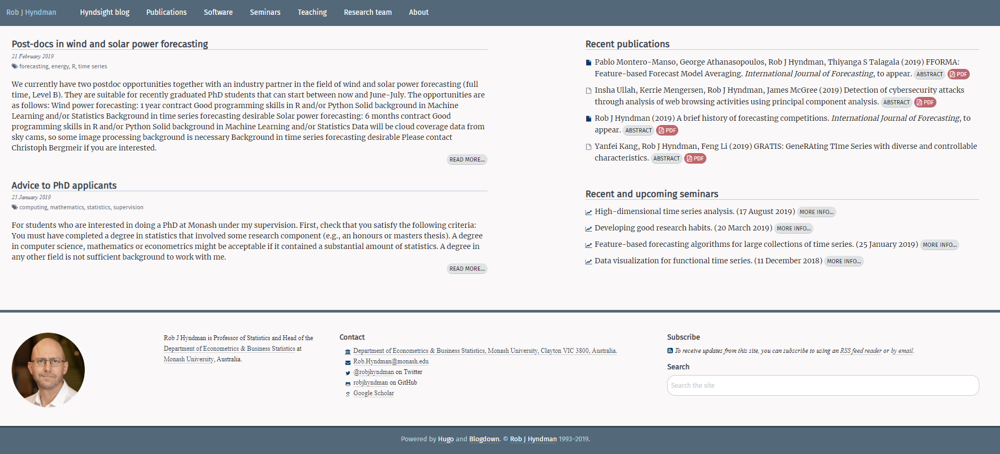 Rob J Hyndman Hyndsight blog Publications Software Seminars Teaching Research team About
Post-docs in wind and solar power forecasting
21 February 2019
forecasting, energy, R, time series
We currently have two postdoc opportunities together with an industry partner in the field of wind and solar power forecasting (full
time, Level B). They are suitable for recently graduated PhD students that can start between now and June-July. The opportunities are
as follows: Wind power forecasting: 1 year contract Good programming skills in R and/or Python Solid background in Machine
Learning and/or Statistics Background in time series forecasting desirable Solar power forecasting: 6 months contract Good
programming skills in R and/or Python Solid background in Machine Learning and/or Statistics Data will be cloud coverage data from
sky cams, so some image processing background is necessary Background in time series forecasting desirable Please contact
Christoph Bergmeir if you are interested.
READ MORE...
Advice to PhD applicants
25 January 2019
computing, mathematics, statistics, supervision
For students who are interested in doing a PhD at Monash under my supervision. First, check that you satisfy the following criteria:
You must have completed a degree in statistics that involved some research component (e.g., an honours or masters thesis). A degree
in computer science, mathematics or econometrics might be acceptable if it contained a substantial amount of statistics. A degree in
any other field is not sufficient background to work with me.
READ MORE...
Recent publications
Pablo Montero-Manso, George Athanasopoulos, Rob J Hyndman, Thiyanga S Talagala (2019) FFORMA:
Feature-based Forecast Model Averaging. International Journal of Forecasting, to appear. ABSTRACT PDF
Insha Ullah, Kerrie Mengersen, Rob J Hyndman, James McGree (2019) Detection of cybersecurity attacks
through analysis of web browsing activities using principal component analysis. ABSTRACT PDF
Rob J Hyndman (2019) A brief history of forecasting competitions. International Journal of Forecasting, to
appear. ABSTRACT PDF
Yanfei Kang, Rob J Hyndman, Feng Li (2019) GRATIS: GeneRAting TIme Series with diverse and controllable
characteristics. ABSTRACT PDF
Recent and upcoming seminars
High-dimensional time series analysis. (17 August 2019) MORE INFO...
Developing good research habits. (20 March 2019) MORE INFO...
Feature-based forecasting algorithms for large collections of time series. (25 January 2019) MORE INFO...
Data visualization for functional time series. (11 December 2018) MORE INFO...
Rob J Hyndman is Professor of Statistics and Head of the
Department of Econometrics & Business Statistics at
Monash University, Australia.
Contact
Department of Econometrics & Business Statistics, Monash University, Clayton VIC 3800, Australia.
Rob.Hyndman@monash.edu
@robjhyndman on Twitter
robjhyndman on GitHub
Google Scholar
Subscribe
To receive updates from this site, you can subscribe to using an RSS feed reader or by email.
Search
Search the site
Powered by Hugo and Blogdown. © Rob J Hyndman 1993–2019.